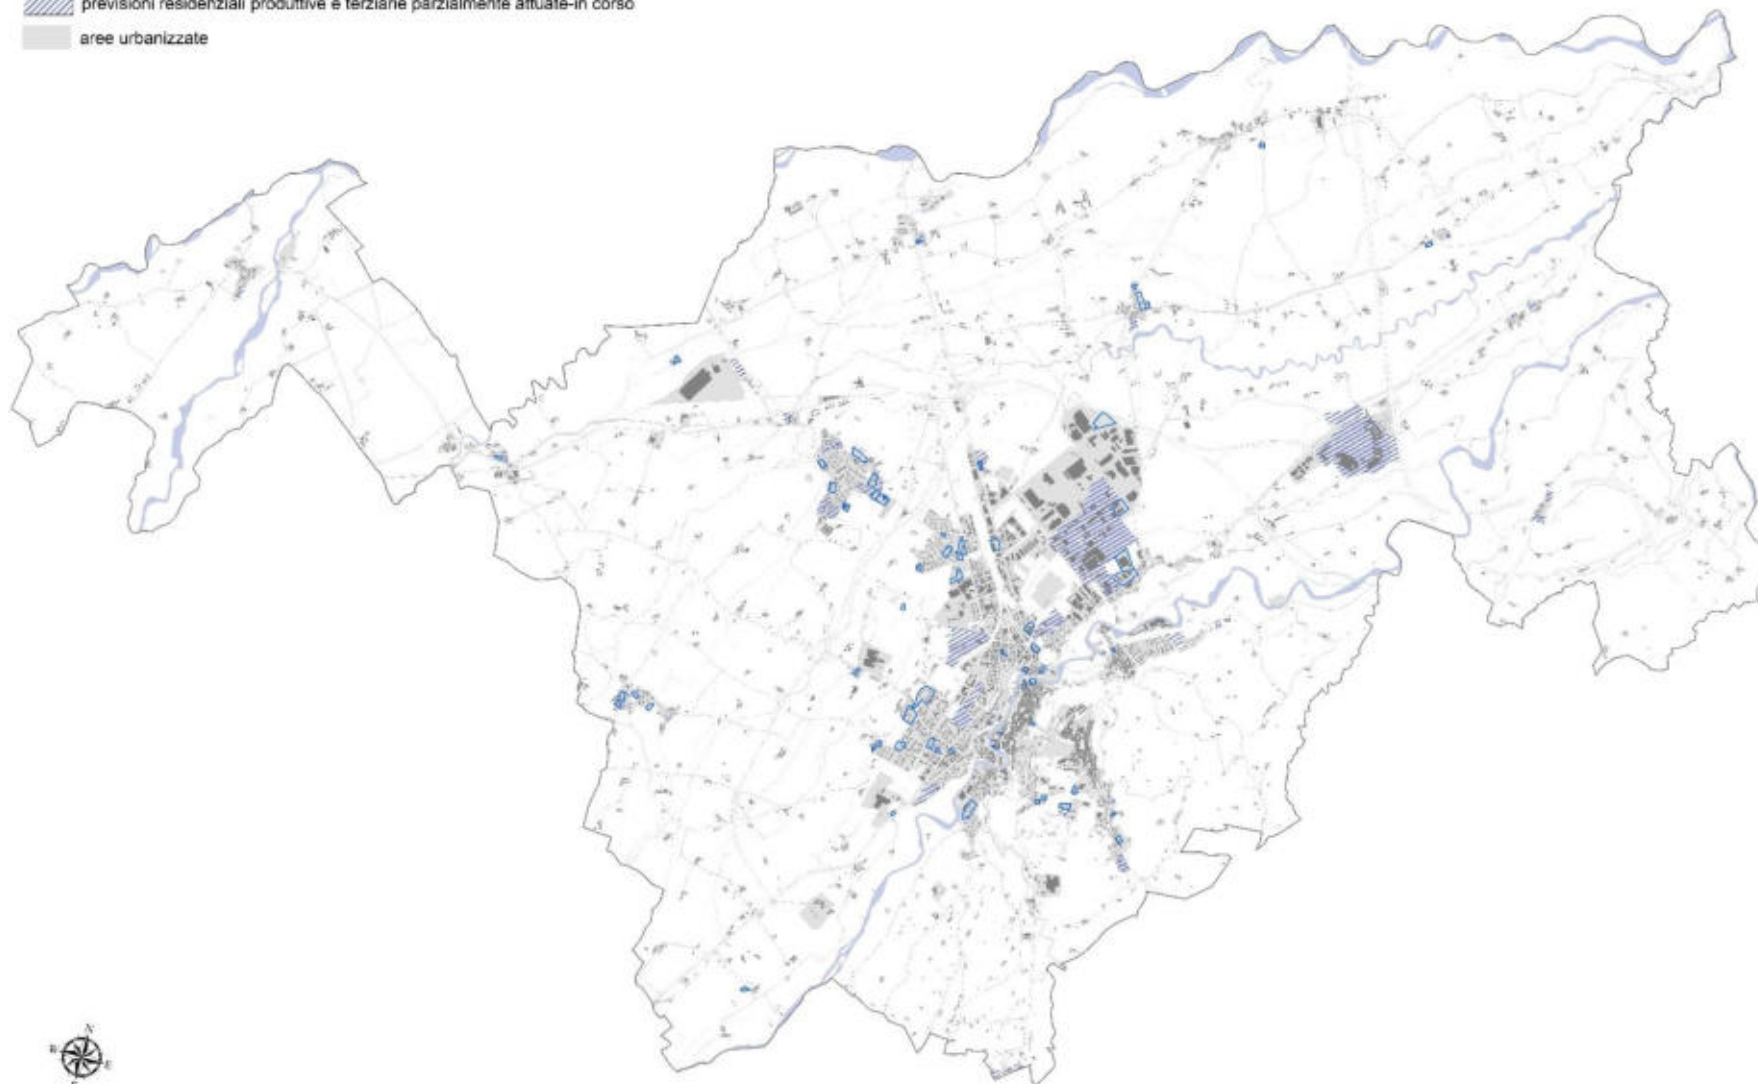 previsioni residenziali produttive e terziarie parzialmente attuate-in corso
aree urbanizzate
N
W
E
S